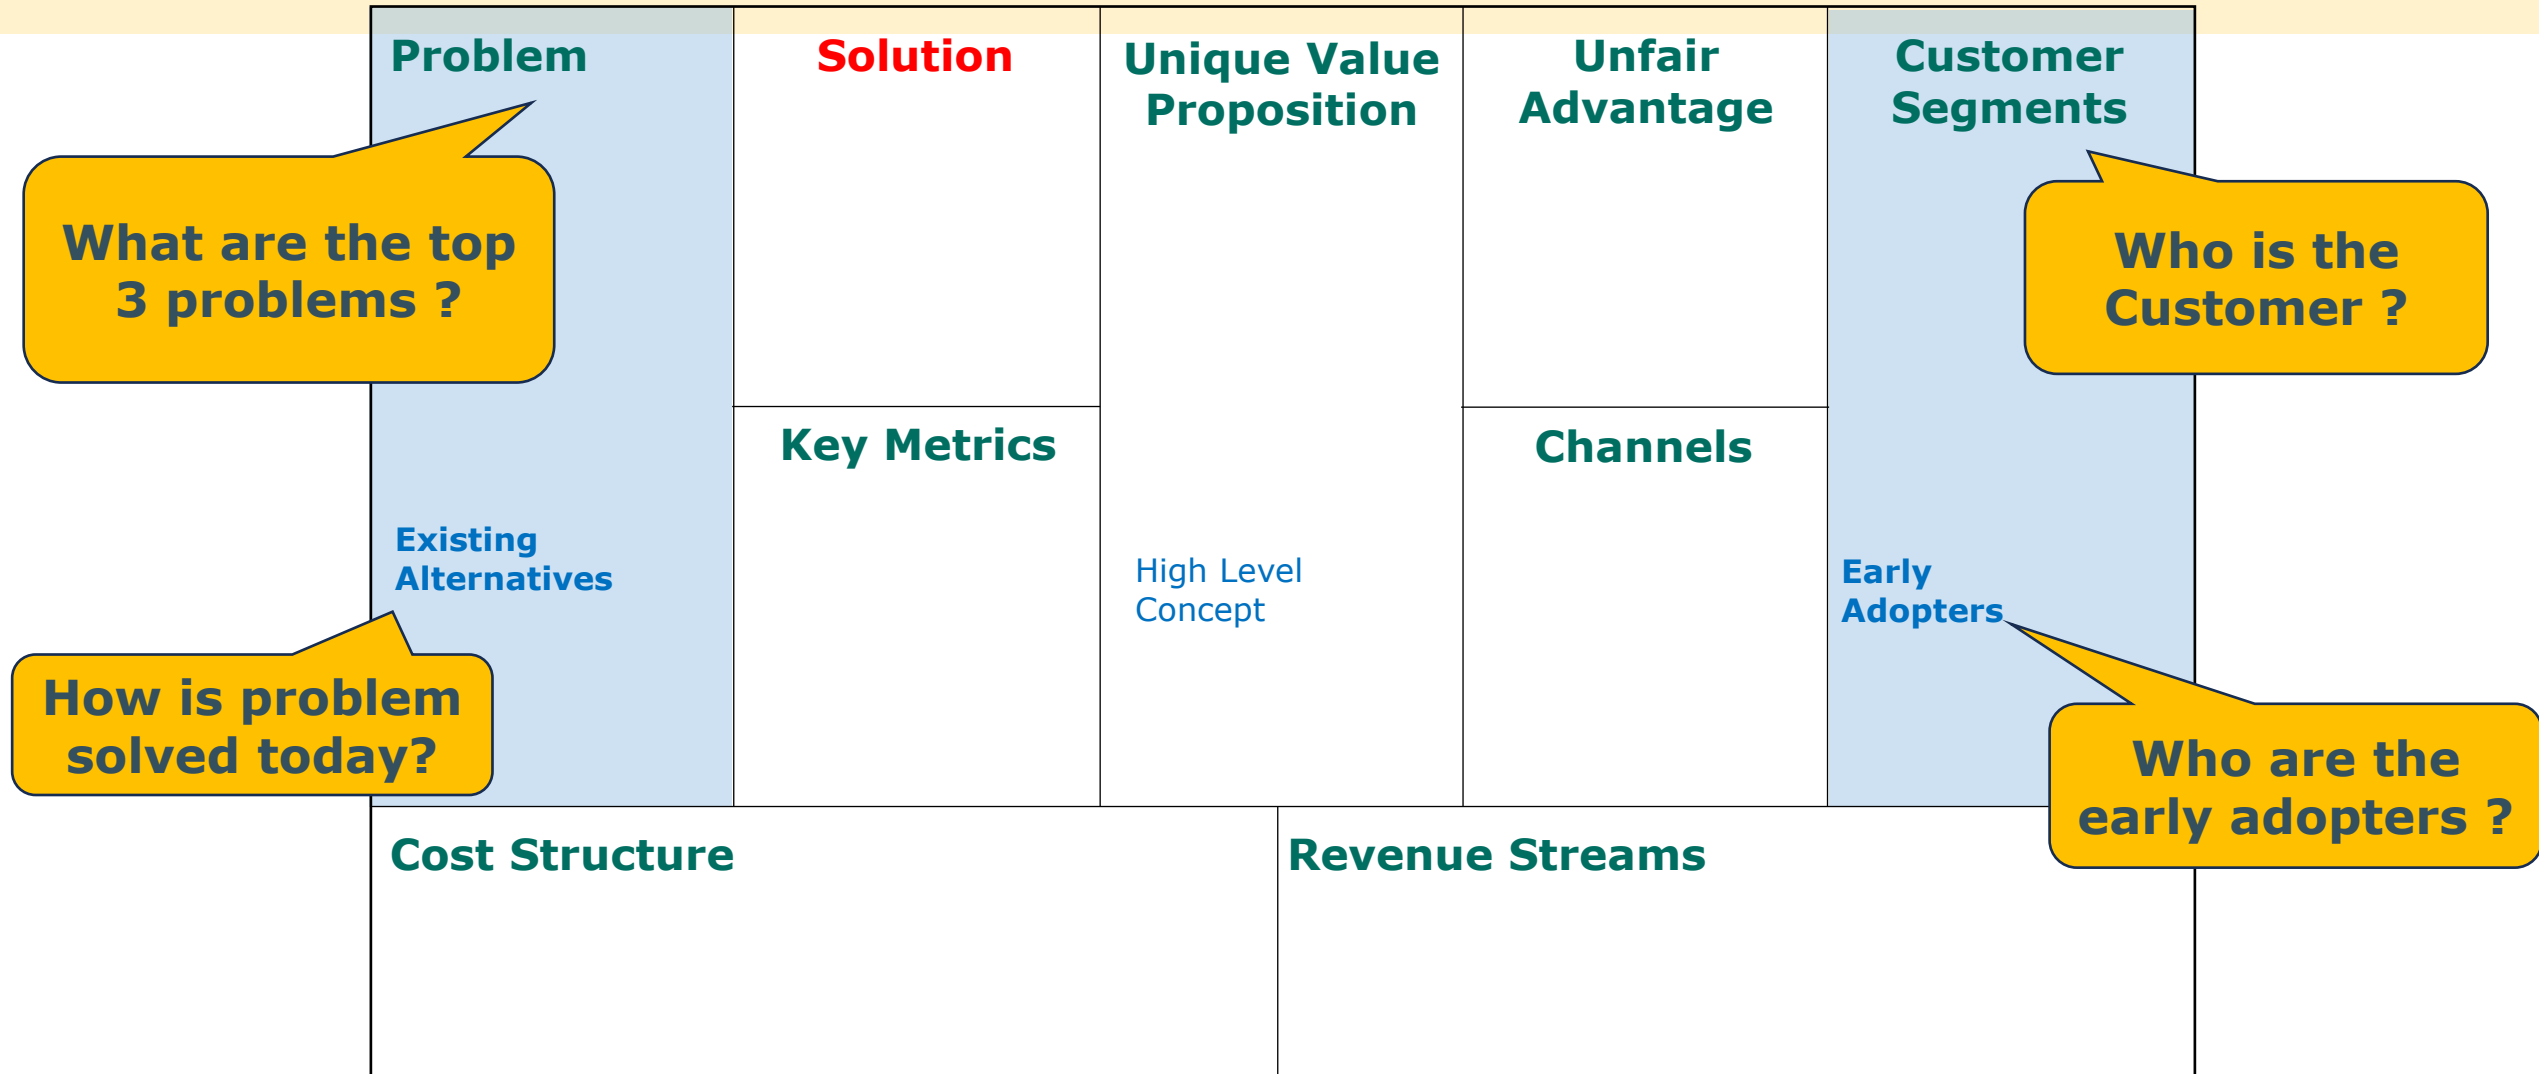 Problem
What are the top
3 problems ?
Existing
Alternatives
How is problem
solved today?
Solution
Key Metrics
Unique Value
Proposition
High Level
Concept
Unfair
Advantage
Channels
Customer
Segments
Who is the
Customer ?
Early
Adopters
Who are the
early adopters ?
Cost Structure
Revenue Streams